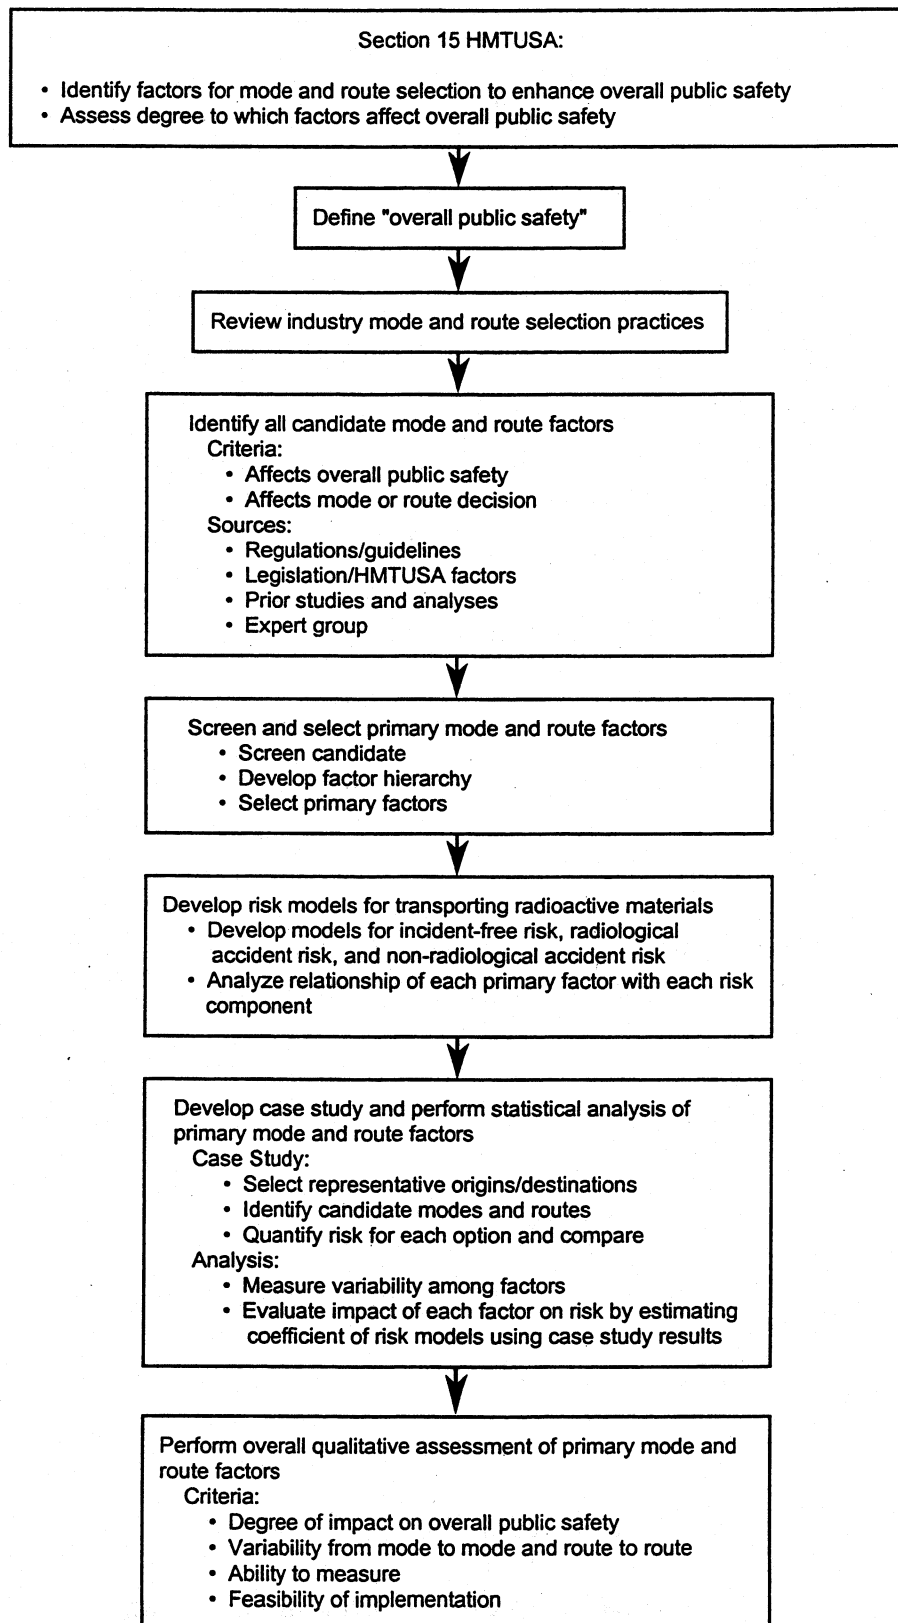 Section 15 HMTUSA:
• Identify factors for mode and route selection to enhance overall public safety
• Assess degree to which factors affect overall public safety
Define "overall public safety"
Review industry mode and route selection practices
Identify all candidate mode and route factors
Criteria:
• Affects overall public safety
• Affects mode or route decision
Sources:
• Regulations/guidelines
• Legislation/HMTUSA factors
• Prior studies and analyses
• Expert group
Screen and select primary mode and route factors
• Screen candidate
• Develop factor hierarchy
• Select primary factors
Develop risk models for transporting radioactive materials
• Develop models for incident-free risk, radiological
accident risk, and non-radiological accident risk
• Analyze relationship of each primary factor with each risk
component
Develop case study and perform statistical analysis of
primary mode and route factors
Case Study:
• Select representative origins/destinations
• Identify candidate modes and routes
• Quantify risk for each option and compare
Analysis:
• Measure variability among factors
• Evaluate impact of each factor on risk by estimating
coefficient of risk models using case study results
Perform overall qualitative assessment of primary mode and
route factors
Criteria:
• Degree of impact on overall public safety
• Variability from mode to mode and route to route
• Ability to measure
• Feasibility of implementation